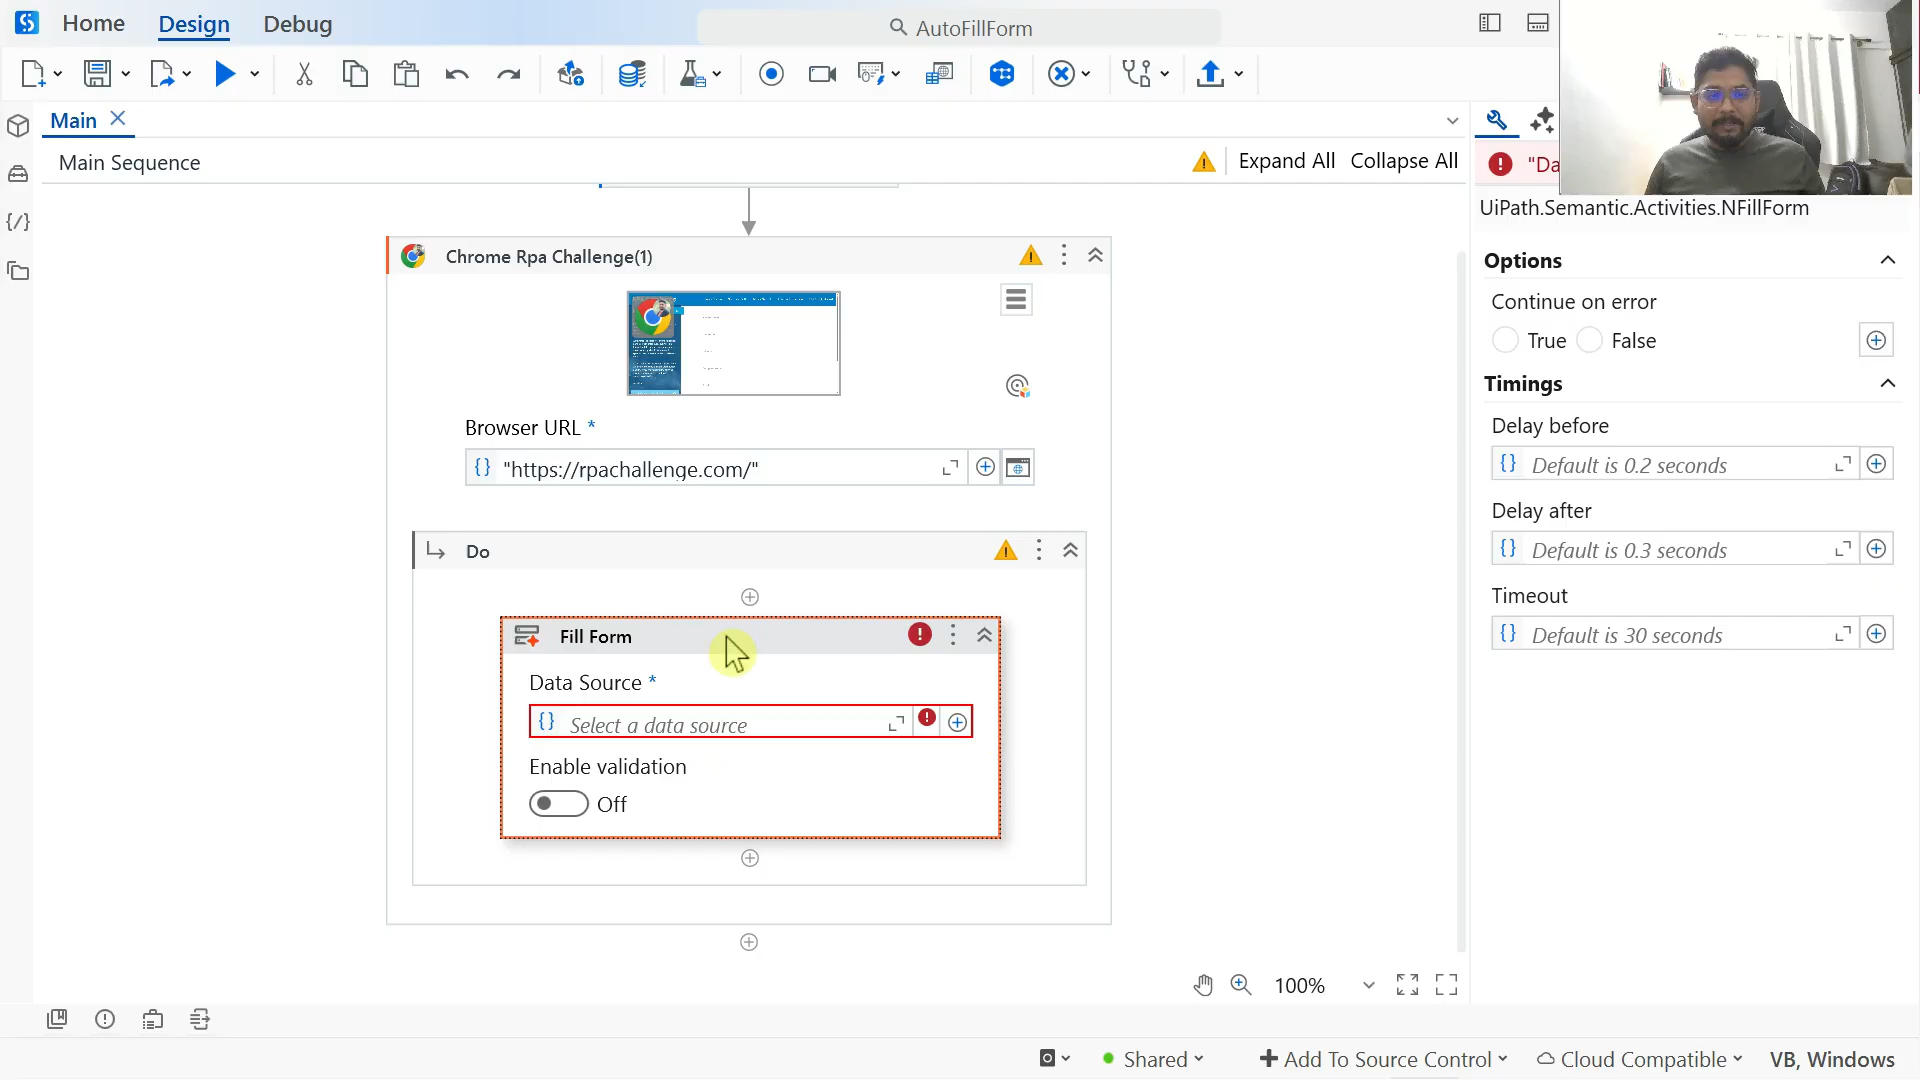 Home
Design
Debug
AutoFillForm
Main
Main Sequence
Expand All
Collapse All
"Da
UiPath.Semantic.Activities.NFillForm
Chrome Rpa Challenge(1)
Browser URL *
{} "https://rpachallenge.com/"
Do
Fill Form
Data Source *
{} Select a data source
Enable validation
Off
Options
Continue on error
True
False
Timings
Delay before
{} Default is 0.2 seconds
Delay after
{} Default is 0.3 seconds
Timeout
{} Default is 30 seconds
100%
Shared
Add To Source Control
Cloud Compatible
VB, Windows